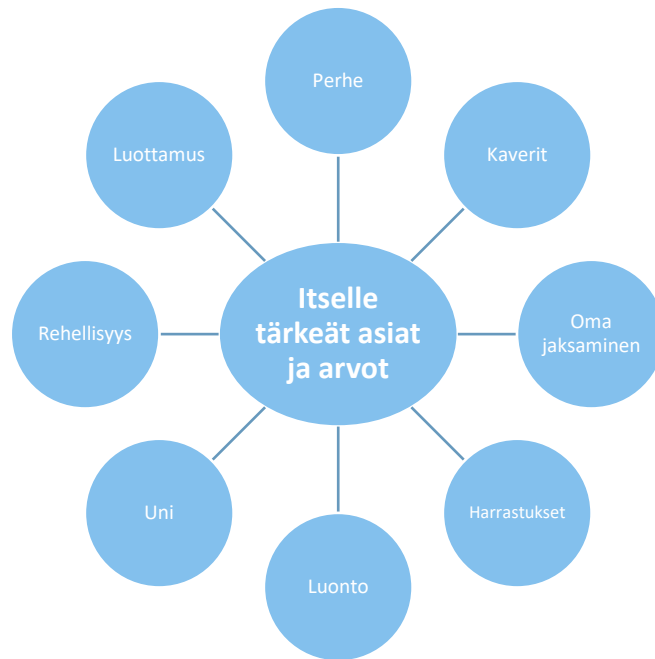 Perhe
Luottamus
Kaverit
Itselle
tärkeät asiat
ja arvot
Rehellisyys
Oma
jaksaminen
Uni
Harrastukset
Luonto